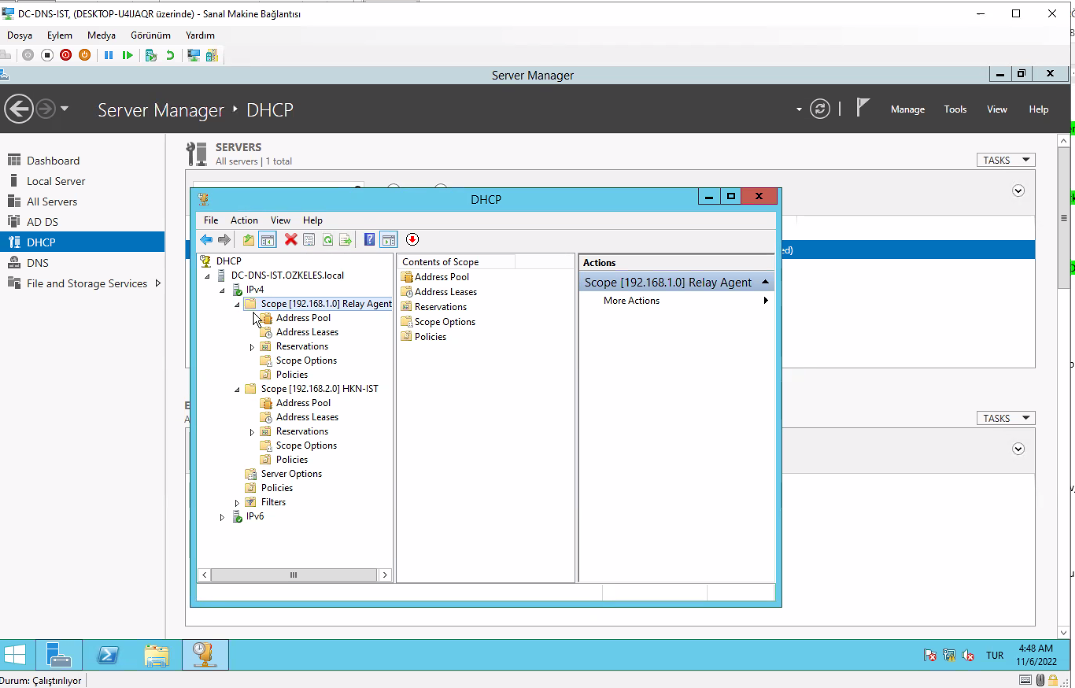 DC-DNS-IST, (DESKTOP-U4IJAQR üzerinde) - Sanal Makine Bağlantısı
Dosya Eylem Medya Görünüm Yardım
Server Manager
Server Manager ‣ DHCP
Manage Tools View Help
Dashboard
Local Server
All Servers
AD DS
DHCP
DNS
File and Storage Services
SERVERS
All servers | 1 total
TASKS
DHCP
File Action View Help
DHCP
DC-DNS-IST.OZKELES.local
IPv4
Scope [192.168.1.0] Relay Agent
Address Pool
Address Leases
Reservations
Scope Options
Policies
Scope [192.168.2.0] HKN-IST
Address Pool
Address Leases
Reservations
Scope Options
Policies
Server Options
Policies
Filters
IPv6
Contents of Scope
Address Pool
Address Leases
Reservations
Scope Options
Policies
Actions
Scope [192.168.1.0] Relay Agent
More Actions
ed)
TASKS
TUR
4:48 AM
11/6/2022
Durum: Çalıştırılıyor